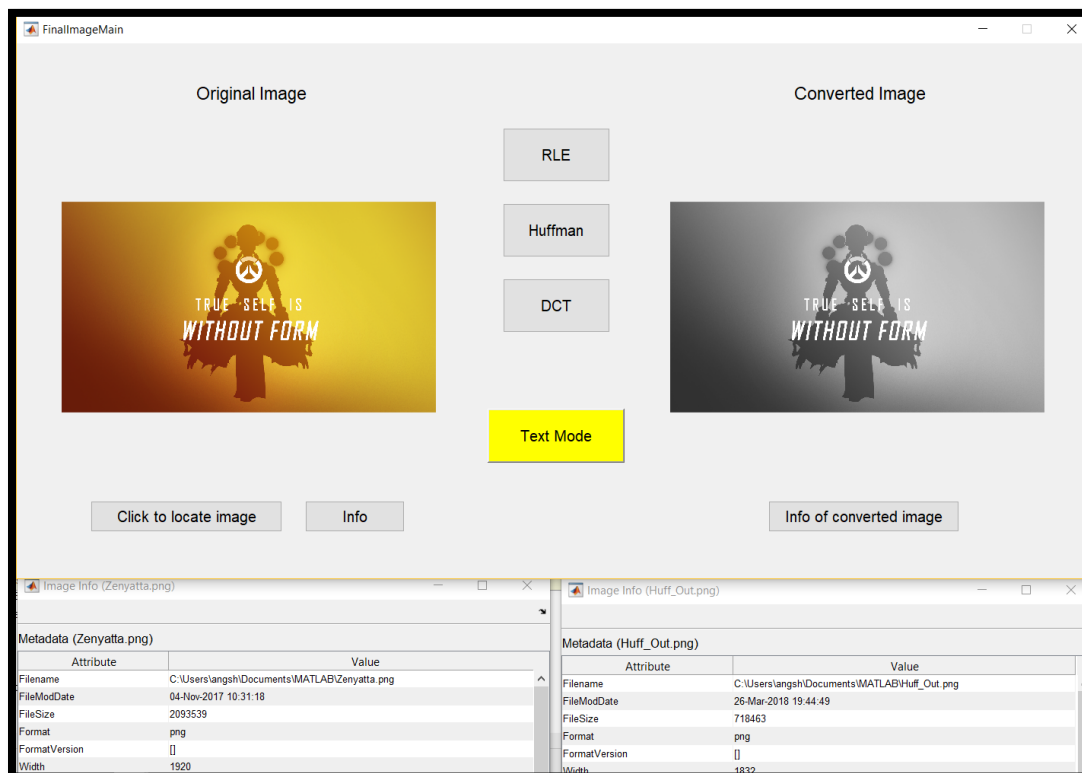 FinalImageMain
Original Image
Converted Image
RLE
Huffman
DCT
TRUE SELF IS
WITHOUT FORM
TRUE SELF IS
WITHOUT FORM
Text Mode
Click to locate image
Info
Info of converted image
Image Info (Zenyatta.png)
Metadata (Zenyatta.png)
Attribute Value
Filename C:\Users\angsh\Documents\MATLAB\Zenyatta.png
FileModDate 04-Nov-2017 10:31:18
FileSize 2093539
Format png
FormatVersion []
Width 1920
Image Info (Huff_Out.png)
Metadata (Huff_Out.png)
Attribute Value
Filename C:\Users\angsh\Documents\MATLAB\Huff_Out.png
FileModDate 26-Mar-2018 19:44:49
FileSize 718463
Format png
FormatVersion []
Width 1832